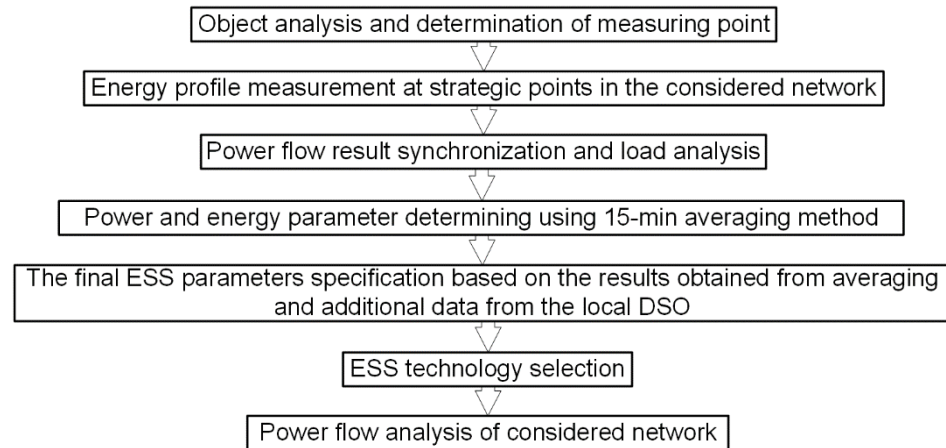 Object analysis and determination of measuring point
Energy profile measurement at strategic points in the considered network
Power flow result synchronization and load analysis
Power and energy parameter determining using 15-min averaging method
The final ESS parameters specification based on the results obtained from averaging
and additional data from the local DSO
ESS technology selection
Power flow analysis of considered network